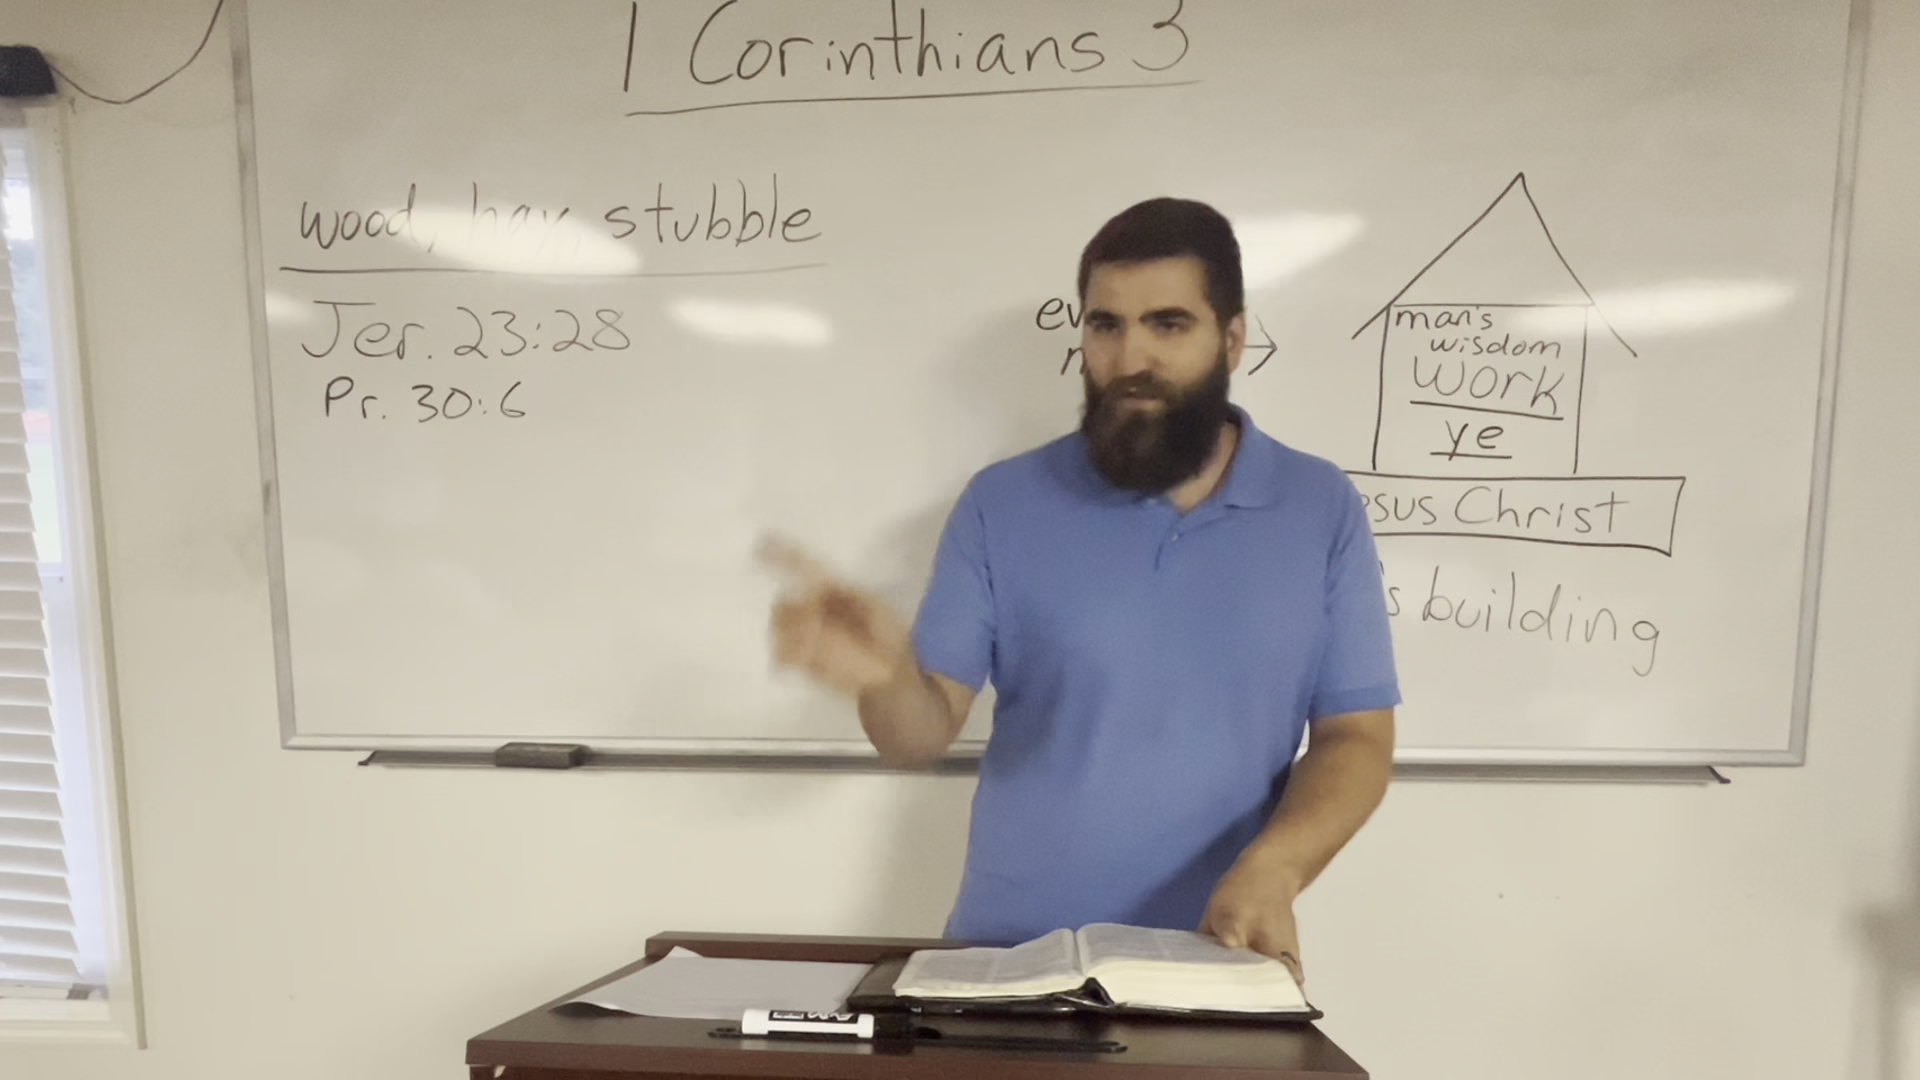 1 Corinthians 3
wood, hay, stubble
Jer. 23:28
Pr. 30:6
man's
wisdom
work
ye
sus Christ
s building